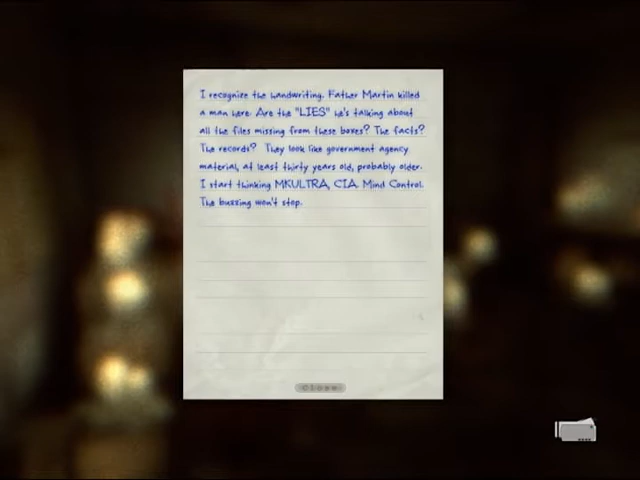 I recognize the handwriting. Father Martin killed
a man here. Are the "LIES" he's talking about
all the files missing from these boxes? The facts?
The records? They look like government agency
material, at least thirty years old, probably older.
I start thinking MKULTRA, CIA. Mind Control.
The buzzing won't stop.
Close